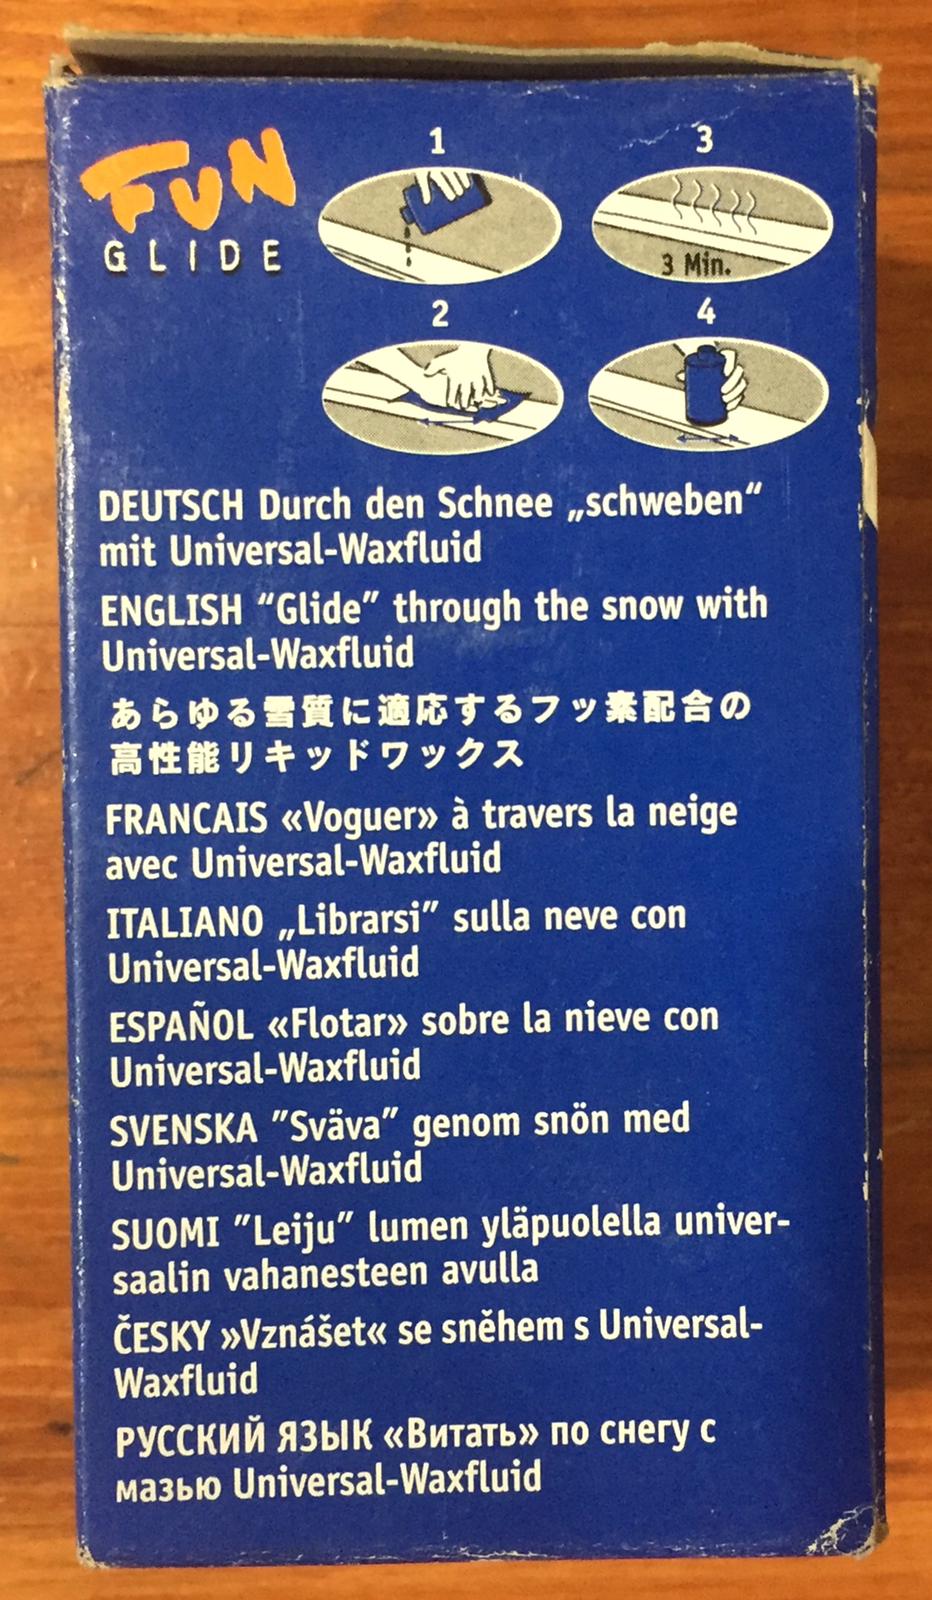 FUN
GLIDE
1
3
3 Min.
2
4
DEUTSCH Durch den Schnee „schweben“
mit Universal-Waxfluid
ENGLISH “Glide” through the snow with
Universal-Waxfluid
あらゆる雪質に適応するフッ素配合の
高性能リキッドワックス
FRANCAIS «Voguer» à travers la neige
avec Universal-Waxfluid
ITALIANO „Librarsi” sulla neve con
Universal-Waxfluid
ESPAÑOL «Flotar» sobre la nieve con
Universal-Waxfluid
SVENSKA ”Sväva” genom snön med
Universal-Waxfluid
SUOMI ”Leiju” lumen yläpuolella univer-
saalin vahanesteen avulla
ČESKY »Vznášet« se sněhem s Universal-
Waxfluid
РУССКИЙ ЯЗЫК «Витать» по снегу с
мазью Universal-Waxfluid